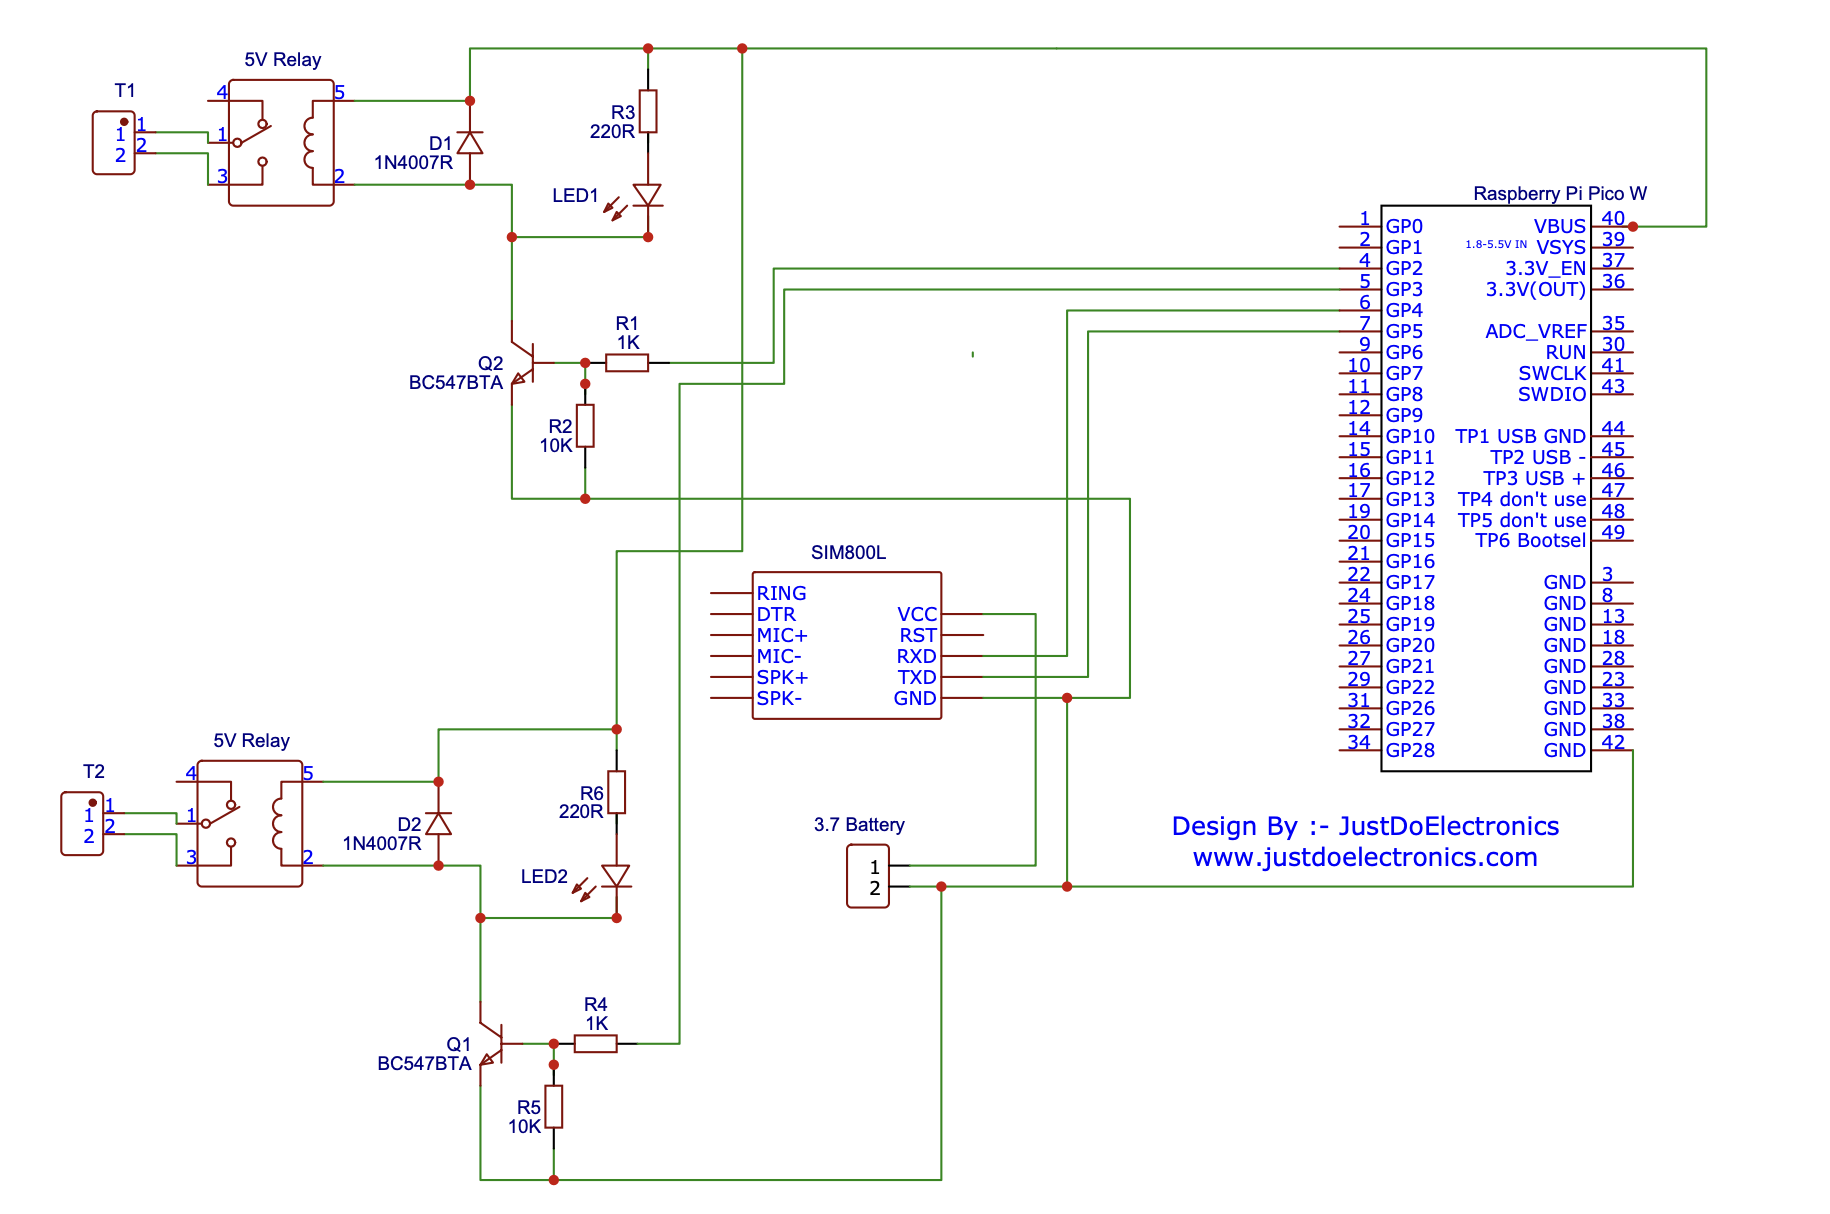 5V Relay
T1
1
2
1
2
4
1
3
5
2
D1
1N4007R
R3
220R
LED1
Q2
BC547BTA
R1
1K
R2
10K
SIM800L
RING
DTR
MIC+
MIC-
SPK+
SPK-
VCC
RST
RXD
TXD
GND
Raspberry Pi Pico W
1 GP0 VBUS 40
2 GP1 1.8-5.5V IN VSYS 39
4 GP2 3.3V_EN 37
5 GP3 3.3V(OUT) 36
6 GP4
7 GP5 ADC_VREF 35
9 GP6 RUN 30
10 GP7 SWCLK 41
11 GP8 SWDIO 43
12 GP9
14 GP10 TP1 USB GND 44
15 GP11 TP2 USB - 45
16 GP12 TP3 USB + 46
17 GP13 TP4 don't use 47
19 GP14 TP5 don't use 48
20 GP15 TP6 Bootsel 49
21 GP16
22 GP17 GND 3
24 GP18 GND 8
25 GP19 GND 13
26 GP20 GND 18
27 GP21 GND 28
29 GP22 GND 23
31 GP26 GND 33
32 GP27 GND 38
34 GP28 GND 42
5V Relay
T2
1
2
1
2
4
1
3
5
2
D2
1N4007R
R6
220R
LED2
3.7 Battery
1
2
Design By :- JustDoElectronics
www.justdoelectronics.com
Q1
BC547BTA
R4
1K
R5
10K